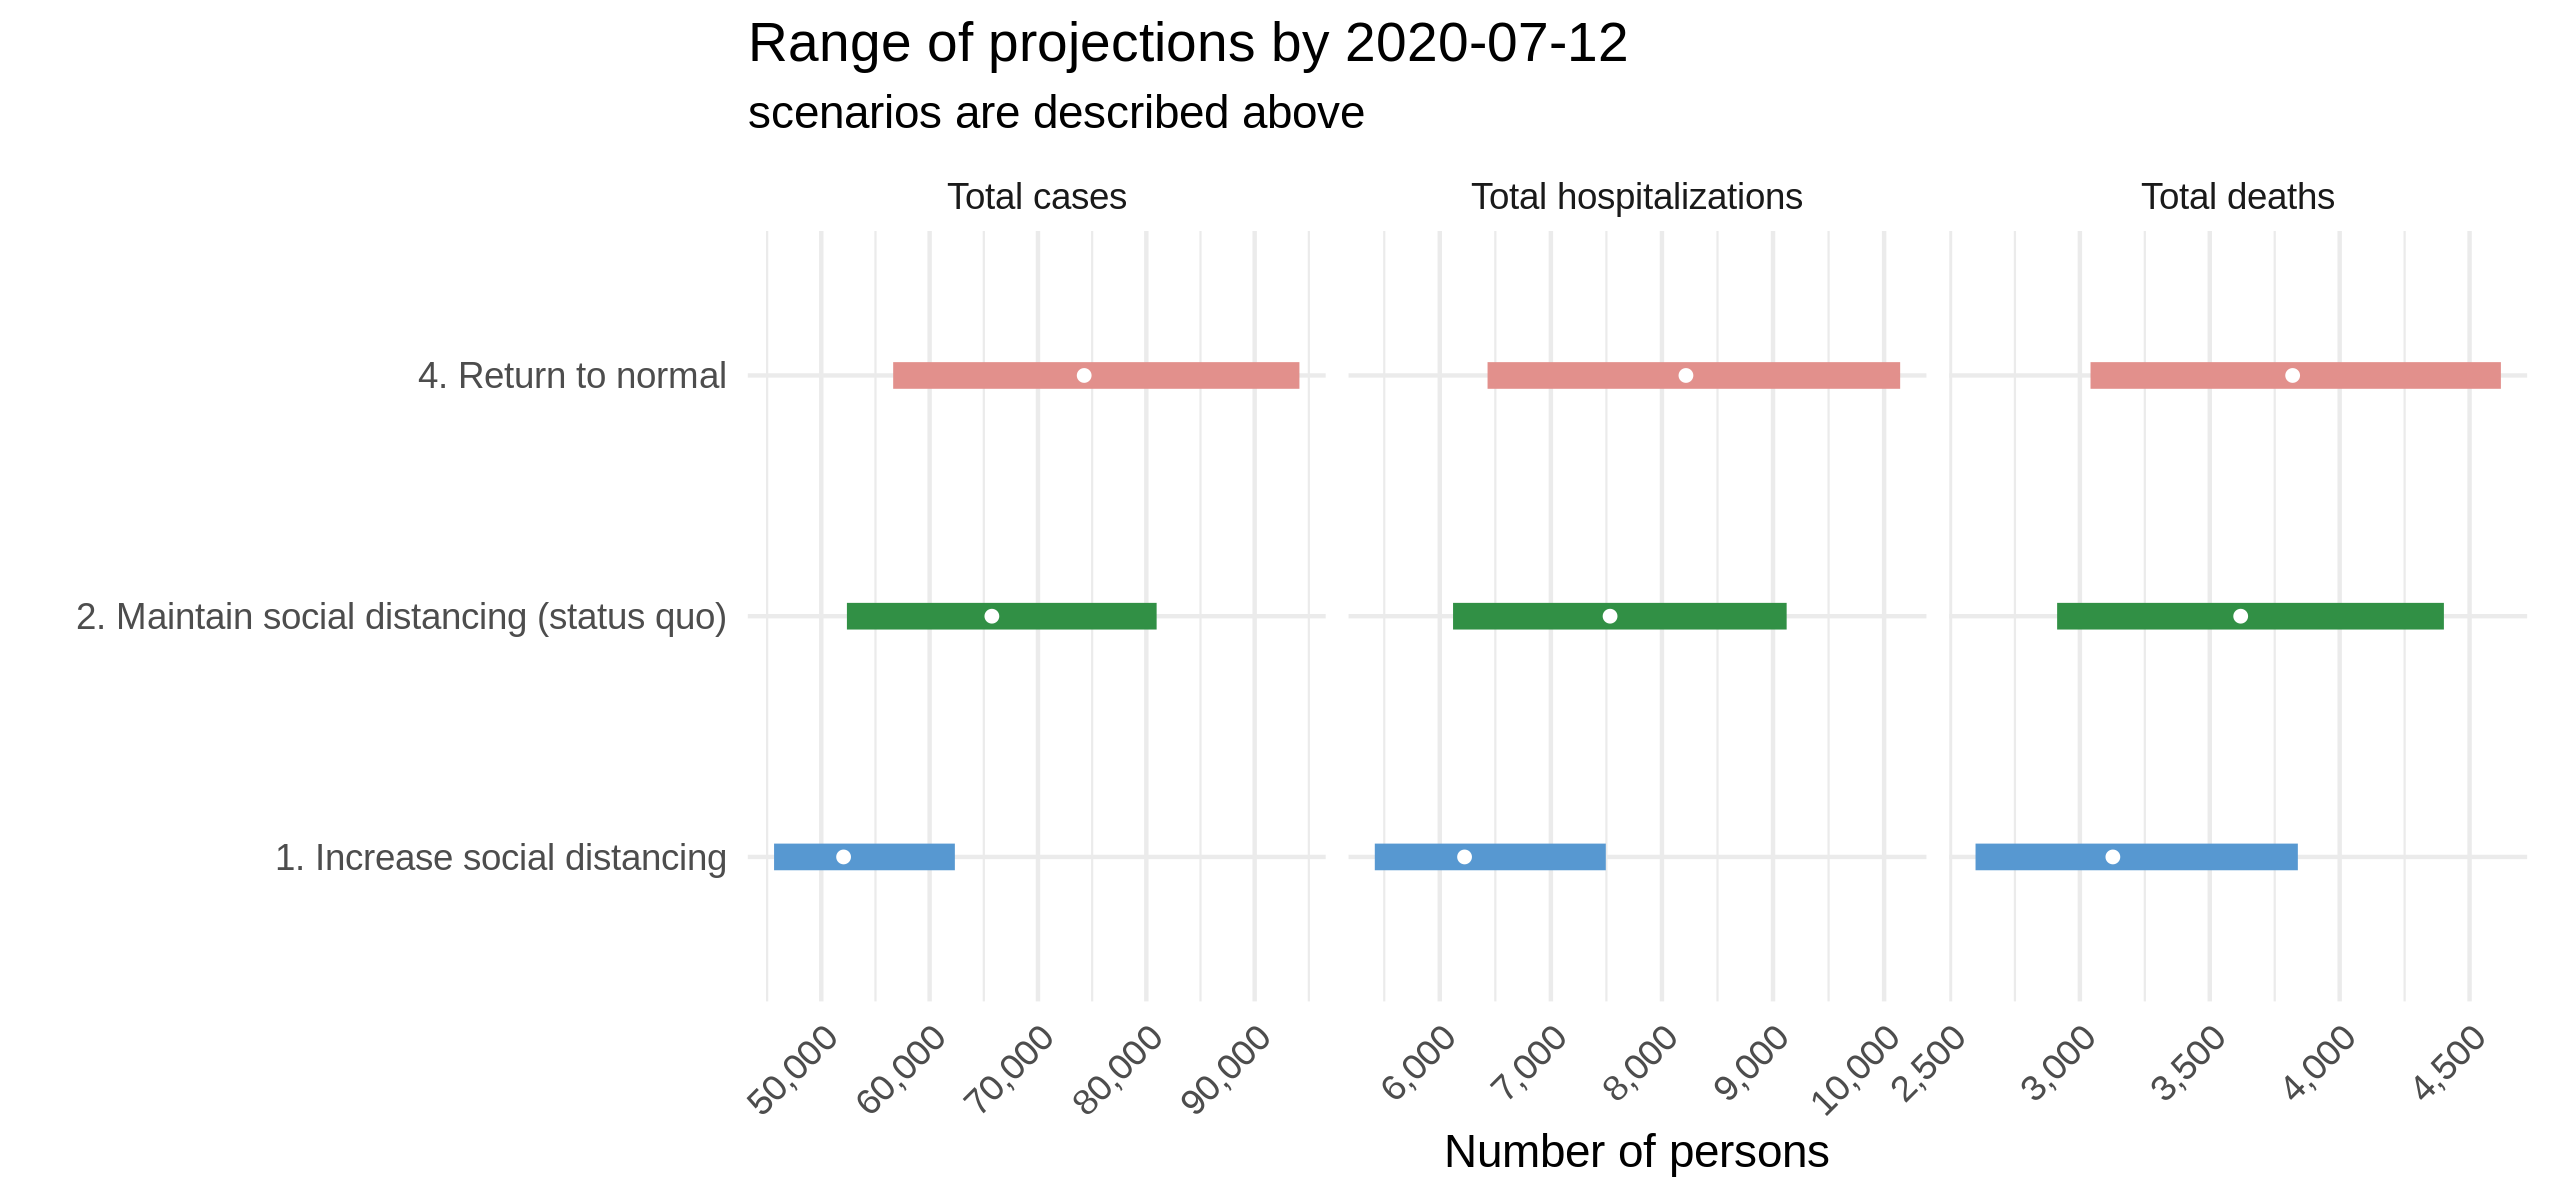 Range of projections by 2020-07-12
scenarios are described above
Total cases
Total hospitalizations
Total deaths
4. Return to normal
2. Maintain social distancing (status quo)
1. Increase social distancing
50,000
60,000
70,000
80,000
90,000
6,000
7,000
8,000
9,000
10,000
2,500
3,000
3,500
4,000
4,500
Number of persons